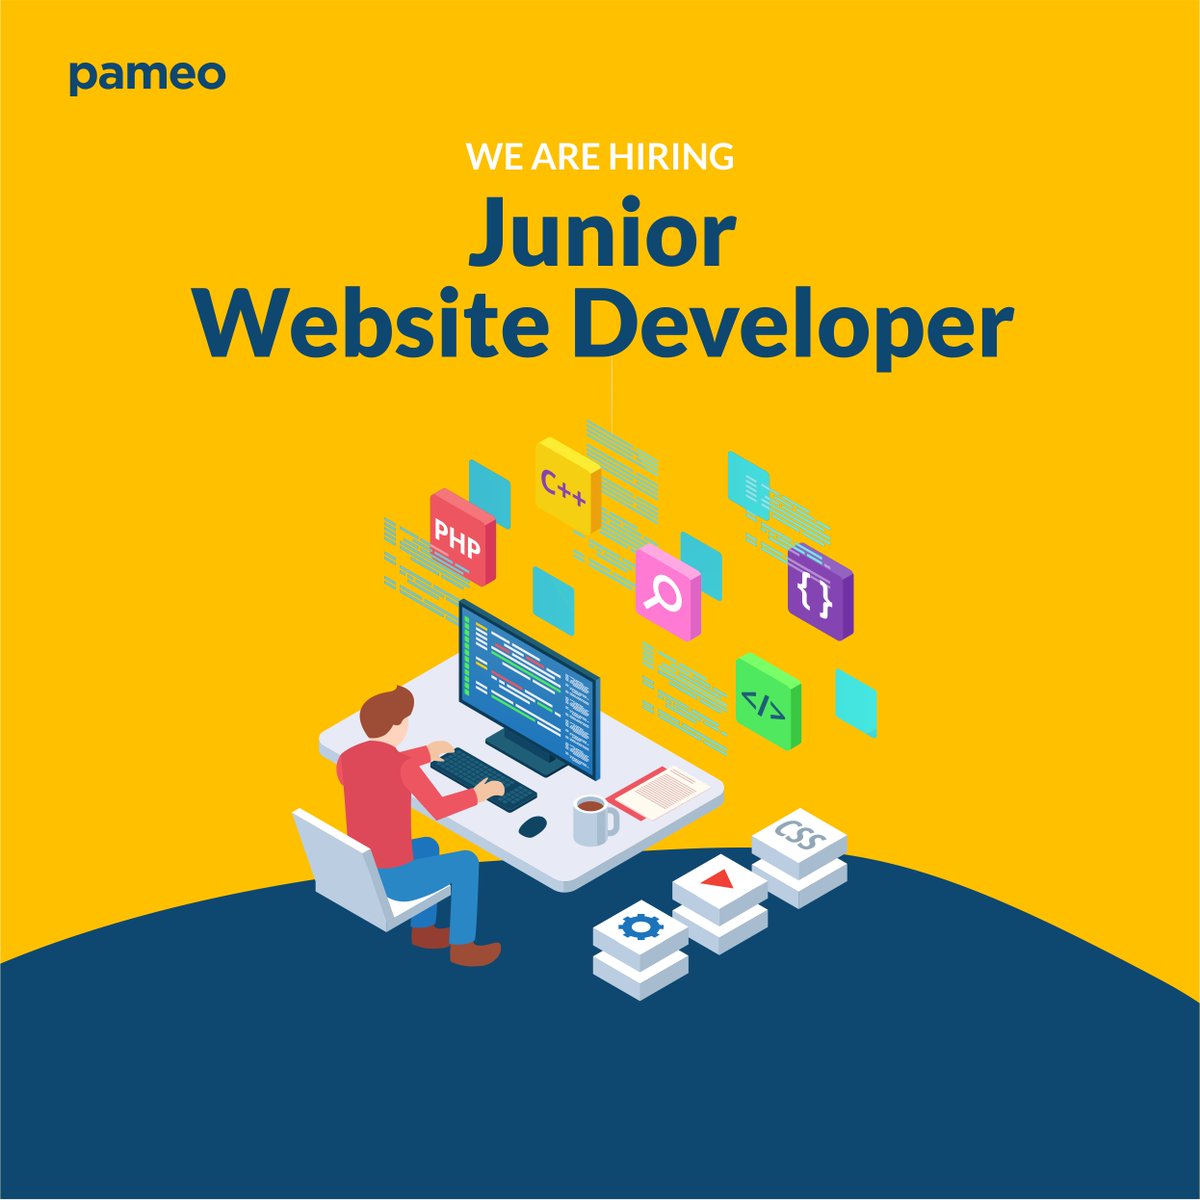 pameo
WE ARE HIRING
Junior
Website Developer
C++
PHP
{}
</>
CSS